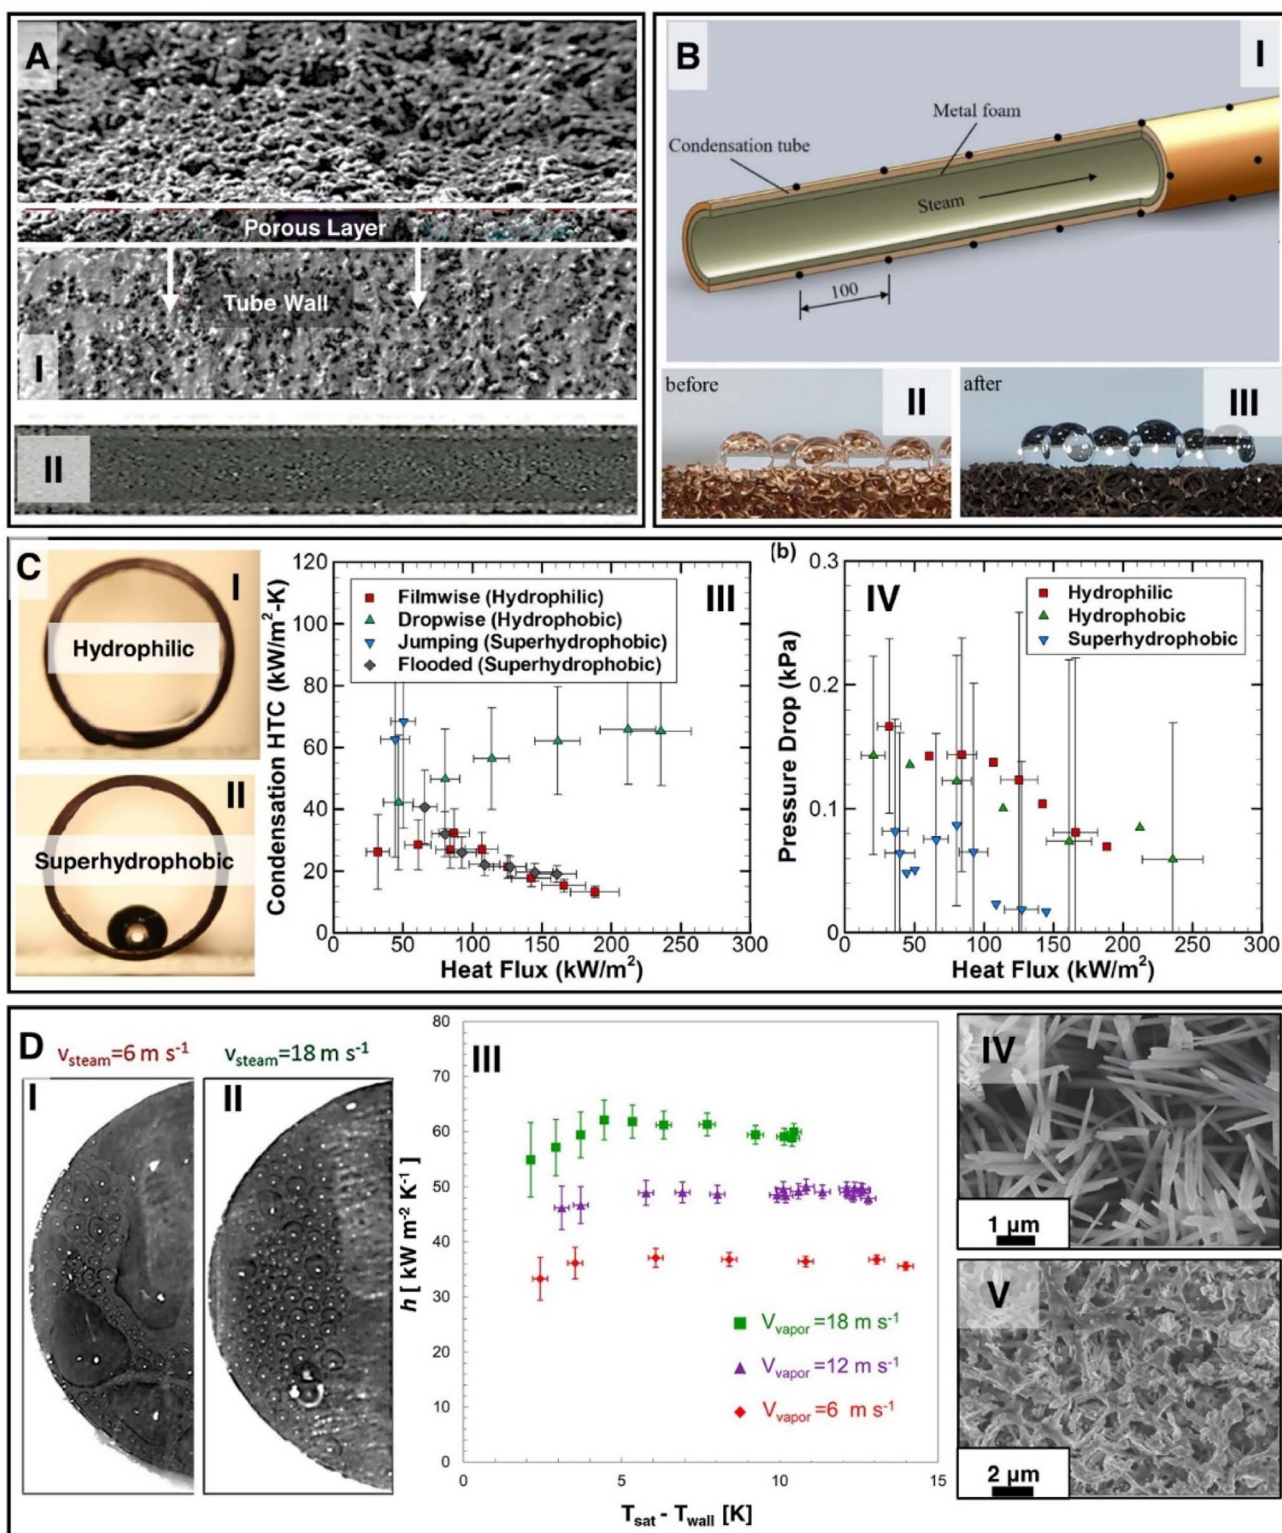 A
Porous Layer
Tube Wall
I
II
B
I
Metal foam
Condensation tube
Steam
100
before
II
after
III
C
I
Hydrophilic
II
Superhydrophobic
III
Filmwise (Hydrophilic)
Dropwise (Hydrophobic)
Jumping (Superhydrophobic)
Flooded (Superhydrophobic)
Condensation HTC (kW/m²-K)
120
100
80
60
40
20
0
0 50 100 150 200 250 300
Heat Flux (kW/m²)
(b)
IV
Hydrophilic
Hydrophobic
Superhydrophobic
Pressure Drop (kPa)
0.3
0.2
0.1
0
0 50 100 150 200 250 300
Heat Flux (kW/m²)
D
v_steam=6 m s⁻¹
v_steam=18 m s⁻¹
I
II
III
h [ kW m⁻² K⁻¹ ]
80
70
60
50
40
30
20
10
0
V_vapor=18 m s⁻¹
V_vapor=12 m s⁻¹
V_vapor=6 m s⁻¹
0 5 10 15
T_sat - T_wall [K]
IV
1 µm
V
2 µm